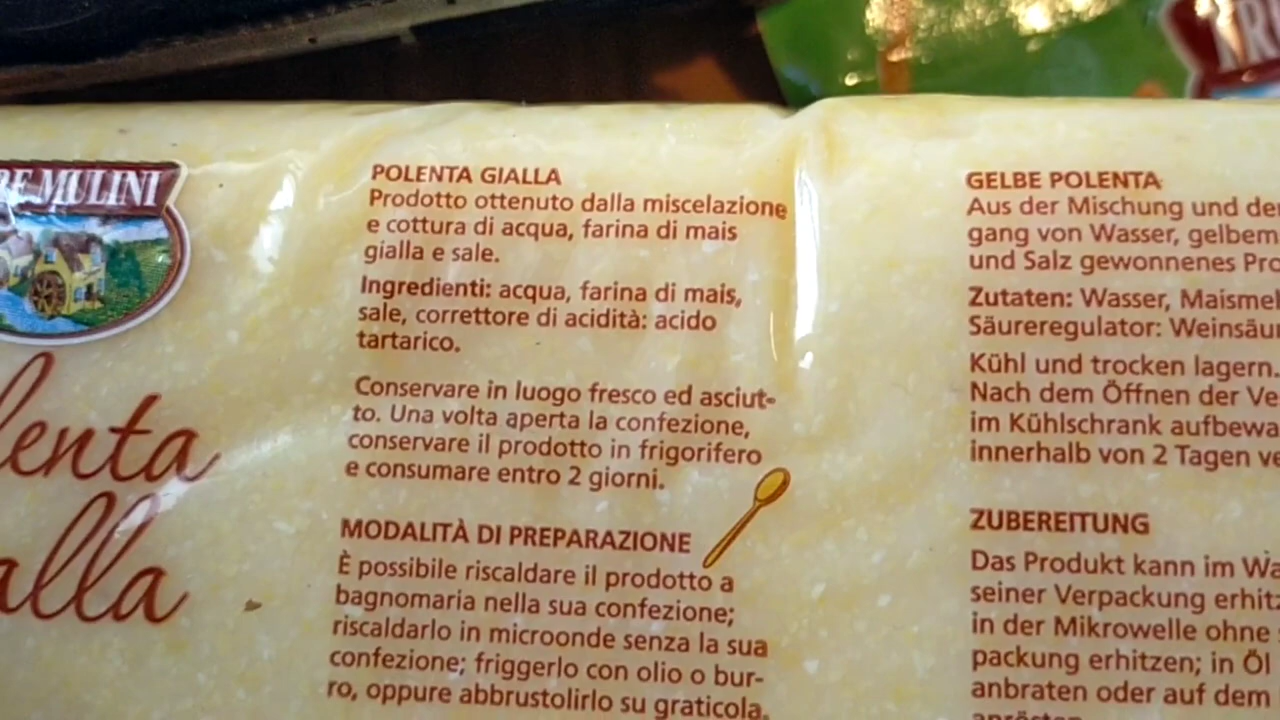 RE MULINI
lenta
alla
POLENTA GIALLA
Prodotto ottenuto dalla miscelazione
e cottura di acqua, farina di mais
gialla e sale.
Ingredienti: acqua, farina di mais,
sale, correttore di acidità: acido
tartarico.
Conservare in luogo fresco ed asciut-
to. Una volta aperta la confezione,
conservare il prodotto in frigorifero
e consumare entro 2 giorni.
MODALITÀ DI PREPARAZIONE
È possibile riscaldare il prodotto a
bagnomaria nella sua confezione;
riscaldarlo in microonde senza la sua
confezione; friggerlo con olio o bur-
ro, oppure abbrustolirlo su graticola.
GELBE POLENTA
Aus der Mischung und de
gang von Wasser, gelbem
und Salz gewonnenes Pro
Zutaten: Wasser, Maismel
Säureregulator: Weinsäu
Kühl und trocken lagern.
Nach dem Öffnen der Ve
im Kühlschrank aufbewa
innerhalb von 2 Tagen ve
ZUBEREITUNG
Das Produkt kann im Wa
seiner Verpackung erhit
in der Mikrowelle ohne
packung erhitzen; in Öl
anbraten oder auf dem